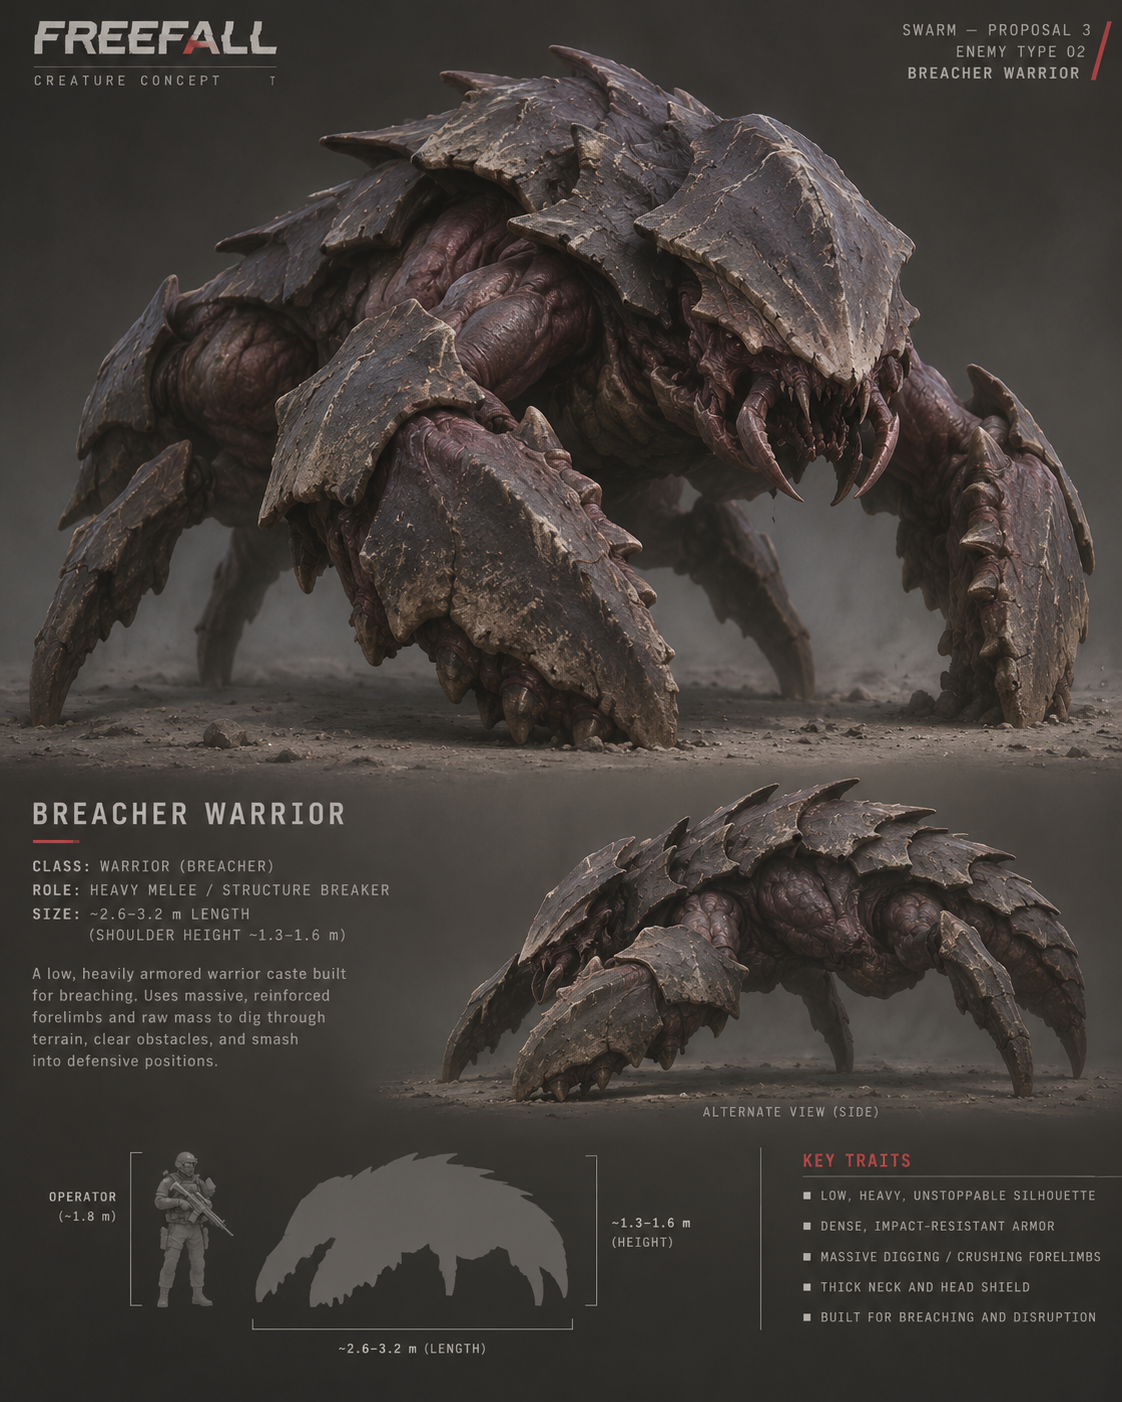 FREEFALL
CREATURE CONCEPT T
SWARM — PROPOSAL 3
ENEMY TYPE 02
BREACHER WARRIOR
BREACHER WARRIOR
CLASS: WARRIOR (BREACHER)
ROLE: HEAVY MELEE / STRUCTURE BREAKER
SIZE: ~2.6–3.2 m LENGTH
(SHOULDER HEIGHT ~1.3–1.6 m)
A low, heavily armored warrior caste built
for breaching. Uses massive, reinforced
forelimbs and raw mass to dig through
terrain, clear obstacles, and smash
into defensive positions.
ALTERNATE VIEW (SIDE)
OPERATOR
(~1.8 m)
~1.3–1.6 m
(HEIGHT)
~2.6–3.2 m (LENGTH)
KEY TRAITS
■ LOW, HEAVY, UNSTOPPABLE SILHOUETTE
■ DENSE, IMPACT-RESISTANT ARMOR
■ MASSIVE DIGGING / CRUSHING FORELIMBS
■ THICK NECK AND HEAD SHIELD
■ BUILT FOR BREACHING AND DISRUPTION